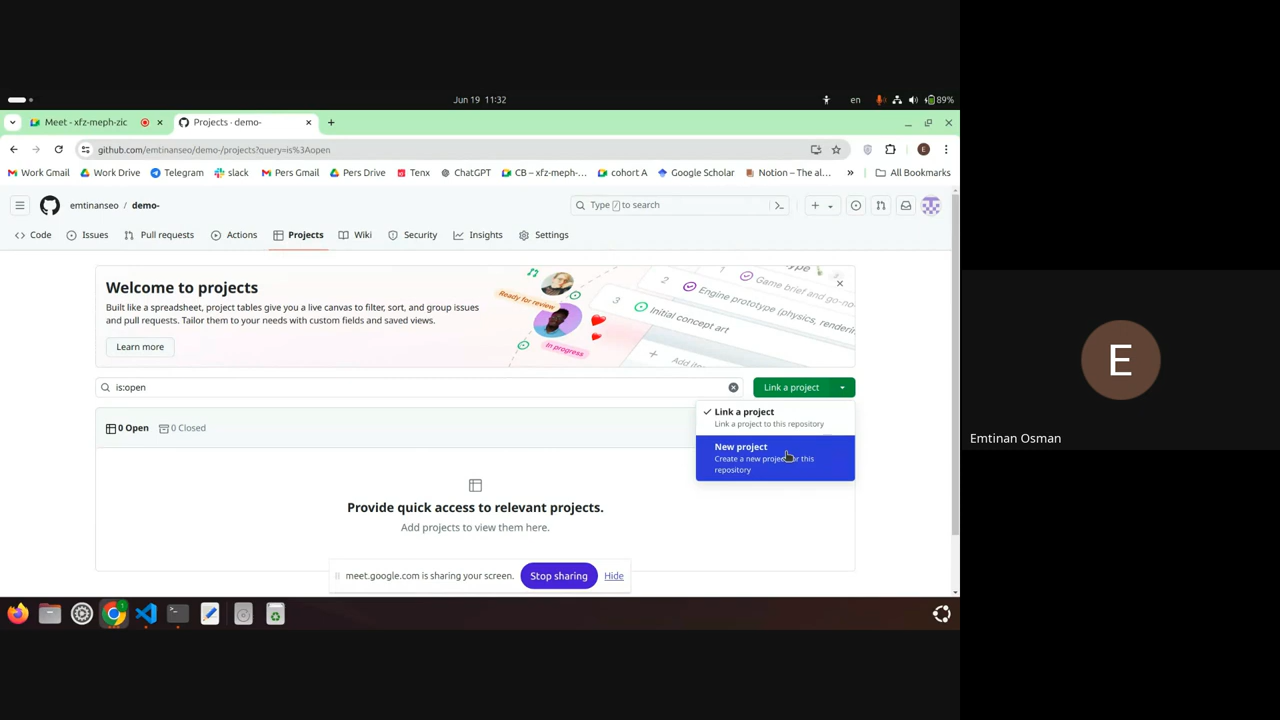 Jun 19 11:32
en
89%
Meet - xfz-meph-zic
Projects · demo-
github.com/emtinanseo/demo-/projects?query=is%3Aopen
E
Work Gmail
Work Drive
Telegram
slack
Pers Gmail
Pers Drive
Tenx
ChatGPT
CB – xfz-meph-...
cohort A
Google Scholar
Notion – The al...
All Bookmarks
emtinanseo / demo-
Type / to search
Code
Issues
Pull requests
Actions
Projects
Wiki
Security
Insights
Settings
Welcome to projects
Built like a spreadsheet, project tables give you a live canvas to filter, sort, and group issues
and pull requests. Tailor them to your needs with custom fields and saved views.
Learn more
Ready for review
In progress
2
Engine prototype (physics, renderin
3
Initial concept art
is:open
Link a project
Link a project
Link a project to this repository
New project
Create a new project for this
repository
0 Open
0 Closed
Provide quick access to relevant projects.
Add projects to view them here.
meet.google.com is sharing your screen.
Stop sharing
Hide
E
Emtinan Osman